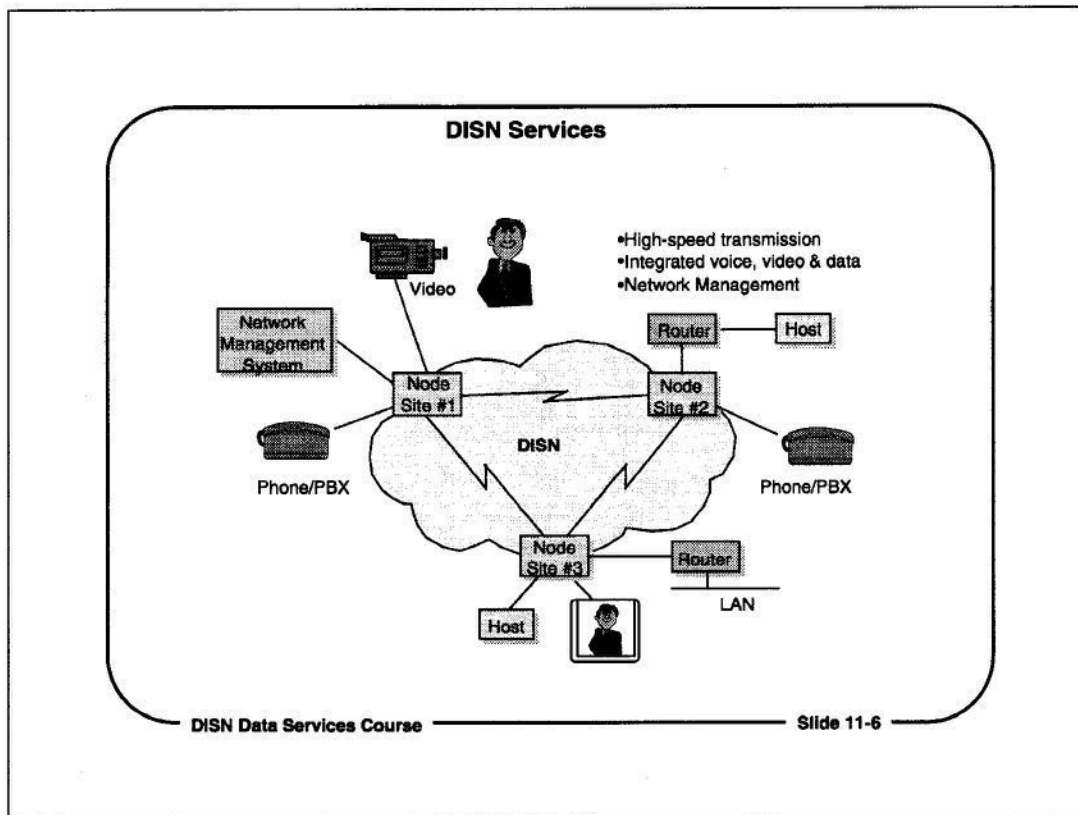 DISN Services
•High-speed transmission
•Integrated voice, video & data
•Network Management
Video
Network
Management
System
Router
Host
Node
Site #1
Node
Site #2
DISN
Phone/PBX
Phone/PBX
Node
Site #3
Router
LAN
Host
DISN Data Services Course
Slide 11-6